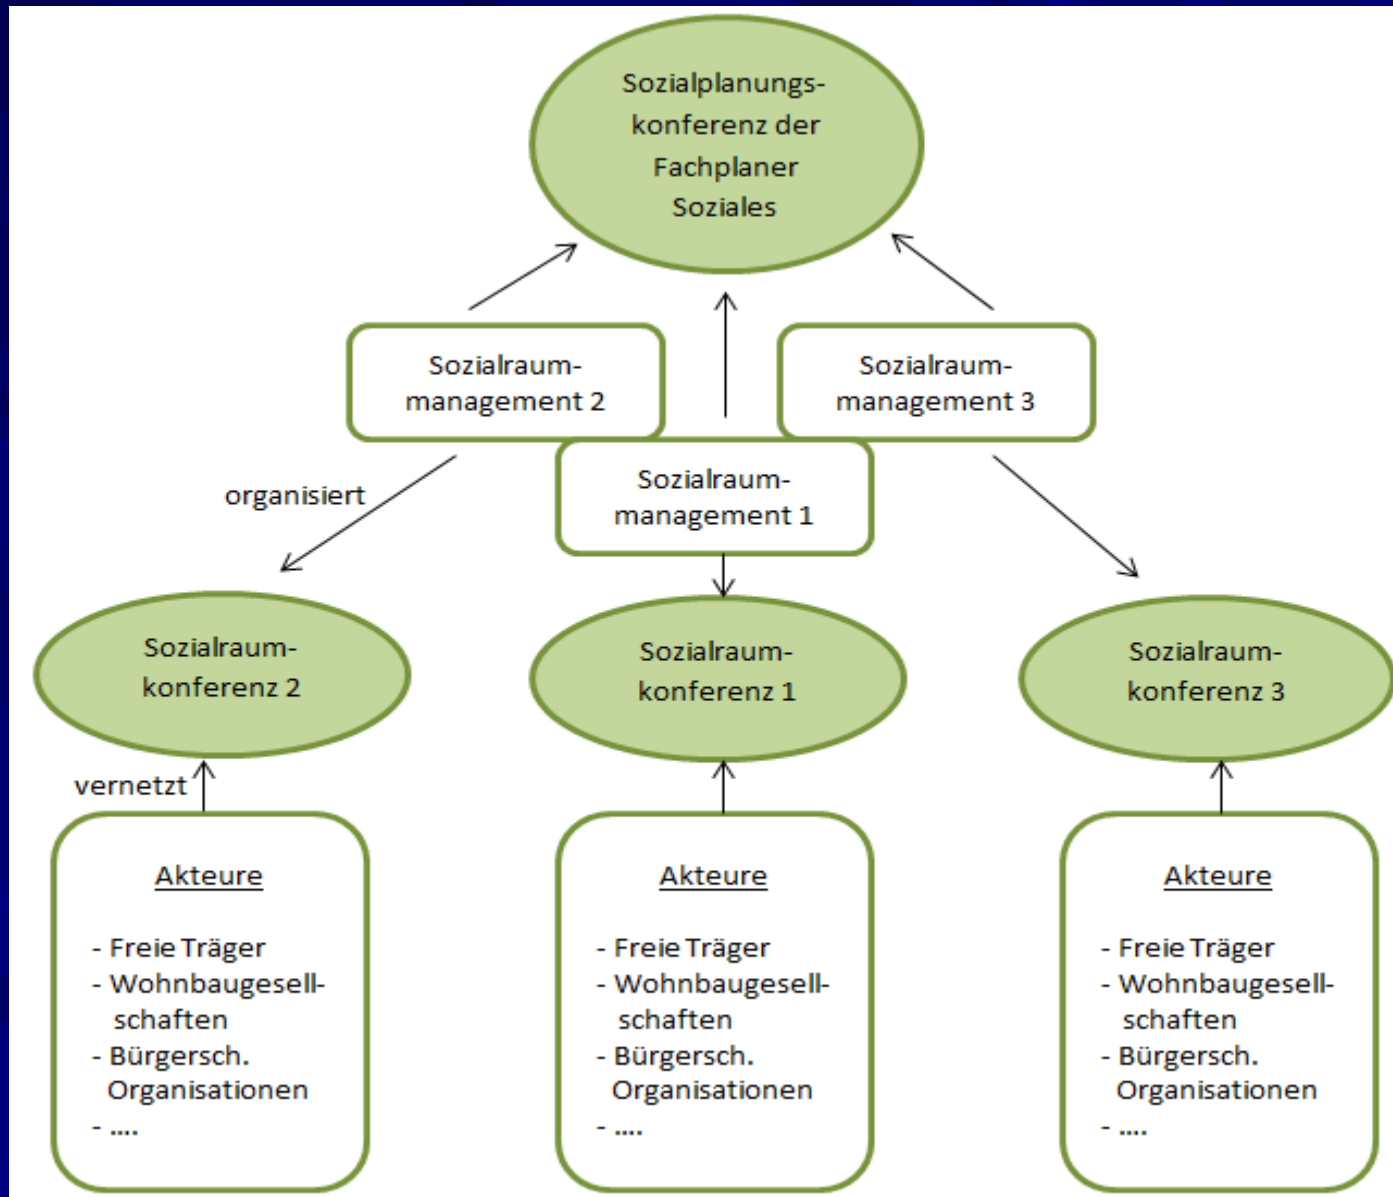 Sozialplanungs-
konferenz der
Fachplaner
Soziales
Sozialraum-
management 2
Sozialraum-
management 3
Sozialraum-
management 1
organisiert
Sozialraum-
konferenz 2
Sozialraum-
konferenz 1
Sozialraum-
konferenz 3
vernetzt
Akteure
- Freie Träger
- Wohnbaugesell-
schaften
- Bürgersch.
Organisationen
- ....
Akteure
- Freie Träger
- Wohnbaugesell-
schaften
- Bürgersch.
Organisationen
- ....
Akteure
- Freie Träger
- Wohnbaugesell-
schaften
- Bürgersch.
Organisationen
- ....